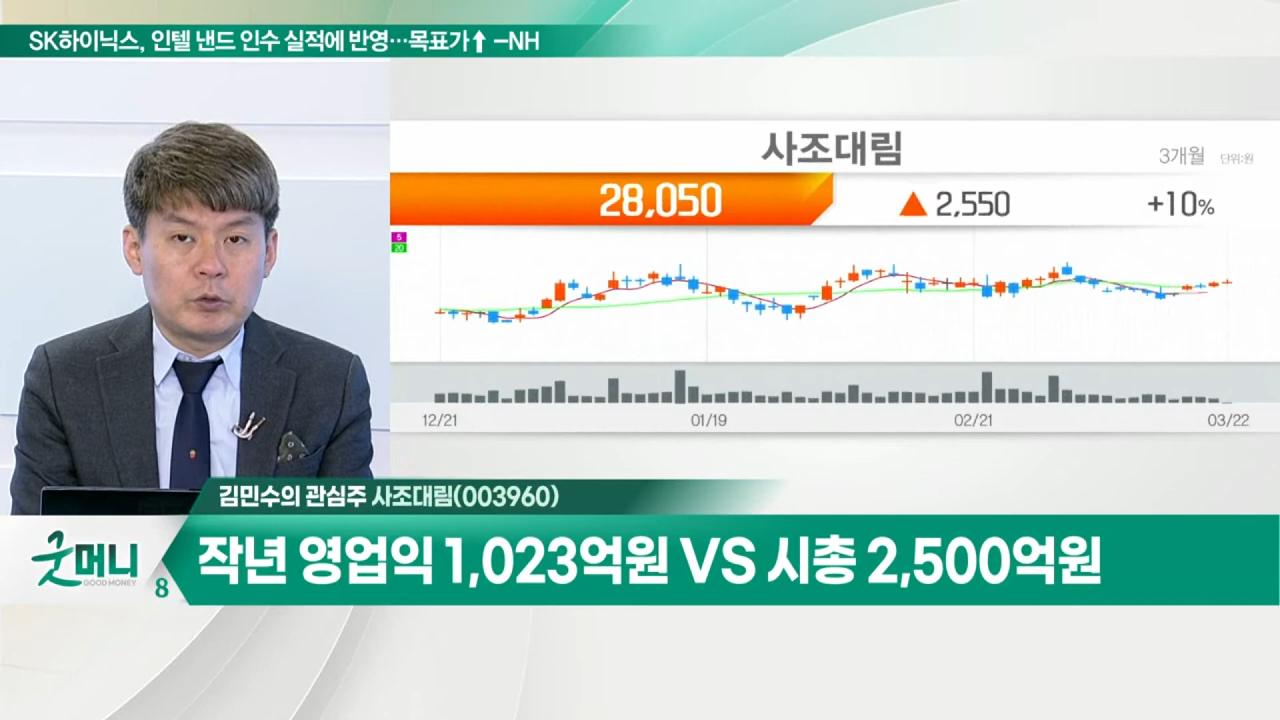 SK하이닉스, 인텔 낸드 인수 실적에 반영…목표가⬆ –NH
사조대림
3개월 단위:원
28,050 ▲ 2,550 +10%
5
20
12/21 01/19 02/21 03/22
김민수의 관심주 사조대림(003960)
굿머니
GOOD MONEY
8
작년 영업익 1,023억원 VS 시총 2,500억원